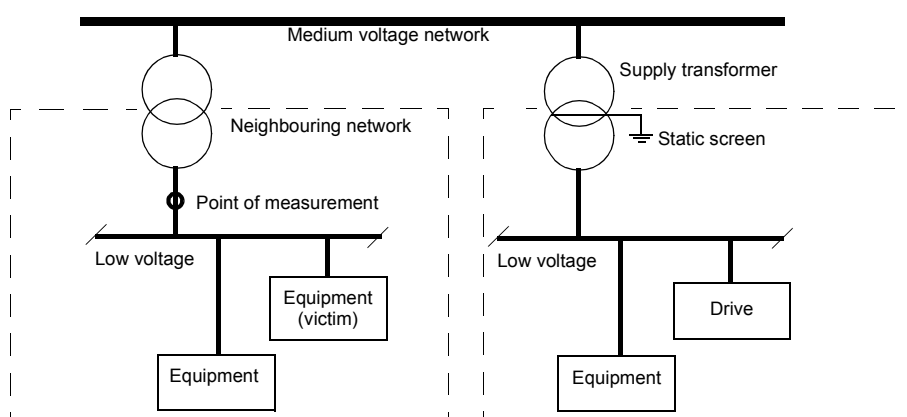 Medium voltage network
Supply transformer
Neighbouring network
Static screen
Point of measurement
Low voltage
Low voltage
Equipment
(victim)
Drive
Equipment
Equipment